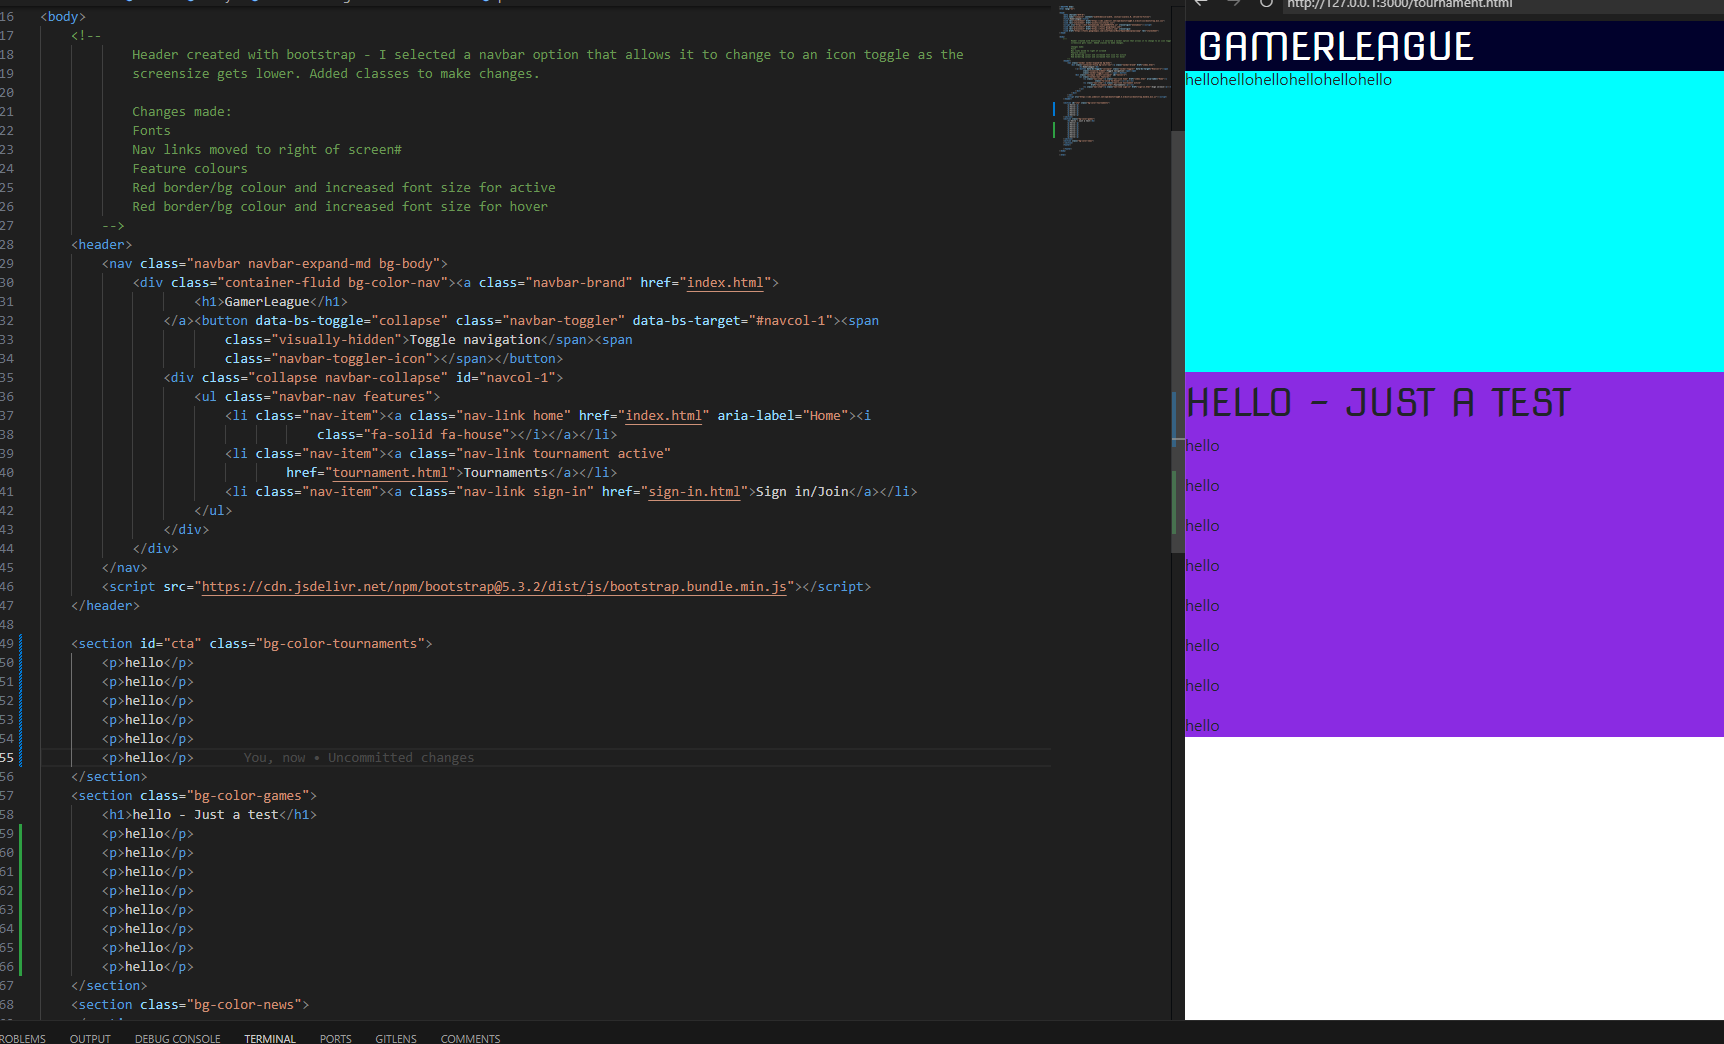 http://127.0.0.1:3000/tournament.html
16 <body>
17 <!--
18 Header created with bootstrap - I selected a navbar option that allows it to change to an icon toggle as the
19 screensize gets lower. Added classes to make changes.
20
21 Changes made:
22 Fonts
23 Nav links moved to right of screen#
24 Feature colours
25 Red border/bg colour and increased font size for active
26 Red border/bg colour and increased font size for hover
27 -->
28 <header>
29 <nav class="navbar navbar-expand-md bg-body">
30 <div class="container-fluid bg-color-nav"><a class="navbar-brand" href="index.html">
31 <h1>GamerLeague</h1>
32 </a><button data-bs-toggle="collapse" class="navbar-toggler" data-bs-target="#navcol-1"><span
33 class="visually-hidden">Toggle navigation</span><span
34 class="navbar-toggler-icon"></span></button>
35 <div class="collapse navbar-collapse" id="navcol-1">
36 <ul class="navbar-nav features">
37 <li class="nav-item"><a class="nav-link home" href="index.html" aria-label="Home"><i
38 class="fa-solid fa-house"></i></a></li>
39 <li class="nav-item"><a class="nav-link tournament active"
40 href="tournament.html">Tournaments</a></li>
41 <li class="nav-item"><a class="nav-link sign-in" href="sign-in.html">Sign in/Join</a></li>
42 </ul>
43 </div>
44 </div>
45 </nav>
46 <script src="https://cdn.jsdelivr.net/npm/bootstrap@5.3.2/dist/js/bootstrap.bundle.min.js"></script>
47 </header>
48
49 <section id="cta" class="bg-color-tournaments">
50 <p>hello</p>
51 <p>hello</p>
52 <p>hello</p>
53 <p>hello</p>
54 <p>hello</p>
55 <p>hello</p> You, now • Uncommitted changes
56 </section>
57 <section class="bg-color-games">
58 <h1>hello - Just a test</h1>
59 <p>hello</p>
60 <p>hello</p>
61 <p>hello</p>
62 <p>hello</p>
63 <p>hello</p>
64 <p>hello</p>
65 <p>hello</p>
66 <p>hello</p>
67 </section>
68 <section class="bg-color-news">
ROBLEMS OUTPUT DEBUG CONSOLE TERMINAL PORTS GITLENS COMMENTS
GAMERLEAGUE
hellohellohellohellohellohello
HELLO - JUST A TEST
hello
hello
hello
hello
hello
hello
hello
hello